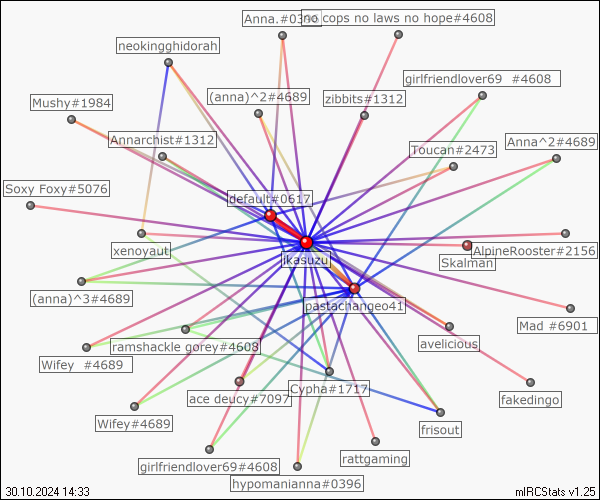 Anna.#0396
no cops no laws no hope#4608
neokingghidorah
girlfriendlover69   #4608
Mushy#1984
(anna)^2#4689
zibbits#1312
Annarchist#1312
Toucan#2473
Anna^2#4689
Soxy Foxy#5076
default#0617
xenoyaut
jkasuzu
Skalman
AlpineRooster#2156
(anna)^3#4689
pastachangeo41
Mad  #6901
ramshackle gorey#4608
avelicious
Wifey   #4689
Cypha#1717
fakedingo
ace deucy#7097
Wifey#4689
frisout
rattgaming
girlfriendlover69#4608
hypomanianna#0396
30.10.2024 14:33
mIRCStats v1.25